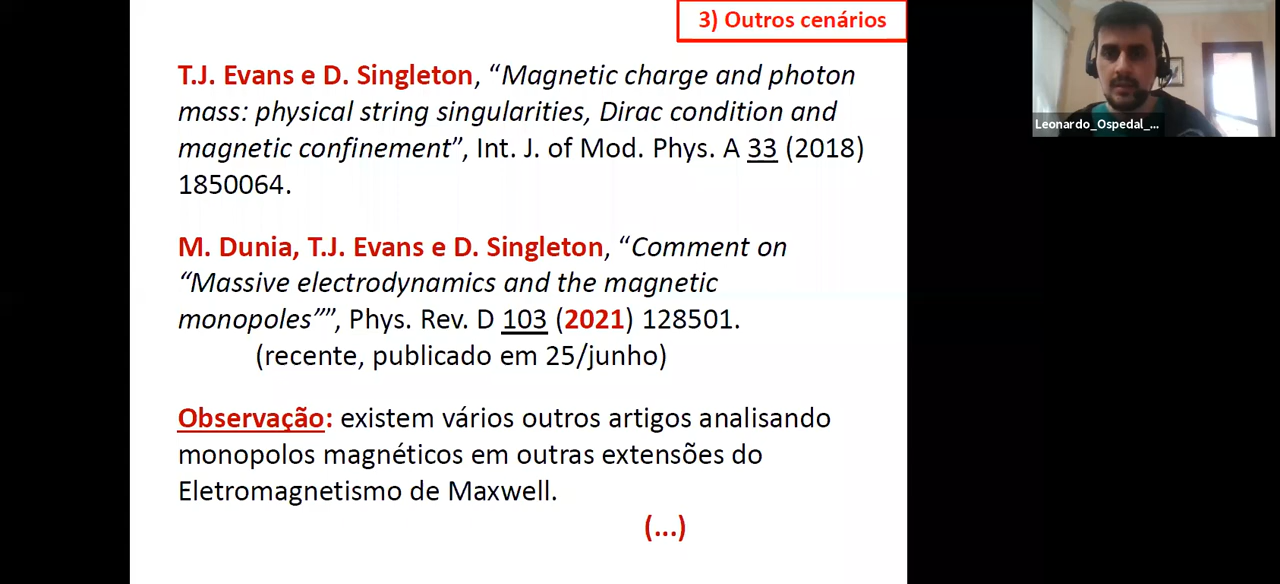 3) Outros cenários
T.J. Evans e D. Singleton, “Magnetic charge and photon
mass: physical string singularities, Dirac condition and
magnetic confinement”, Int. J. of Mod. Phys. A 33 (2018)
1850064.
M. Dunia, T.J. Evans e D. Singleton, “Comment on
“Massive electrodynamics and the magnetic
monopoles””, Phys. Rev. D 103 (2021) 128501.
(recente, publicado em 25/junho)
Observação: existem vários outros artigos analisando
monopolos magnéticos em outras extensões do
Eletromagnetismo de Maxwell.
(...)
Leonardo_Ospedal_...